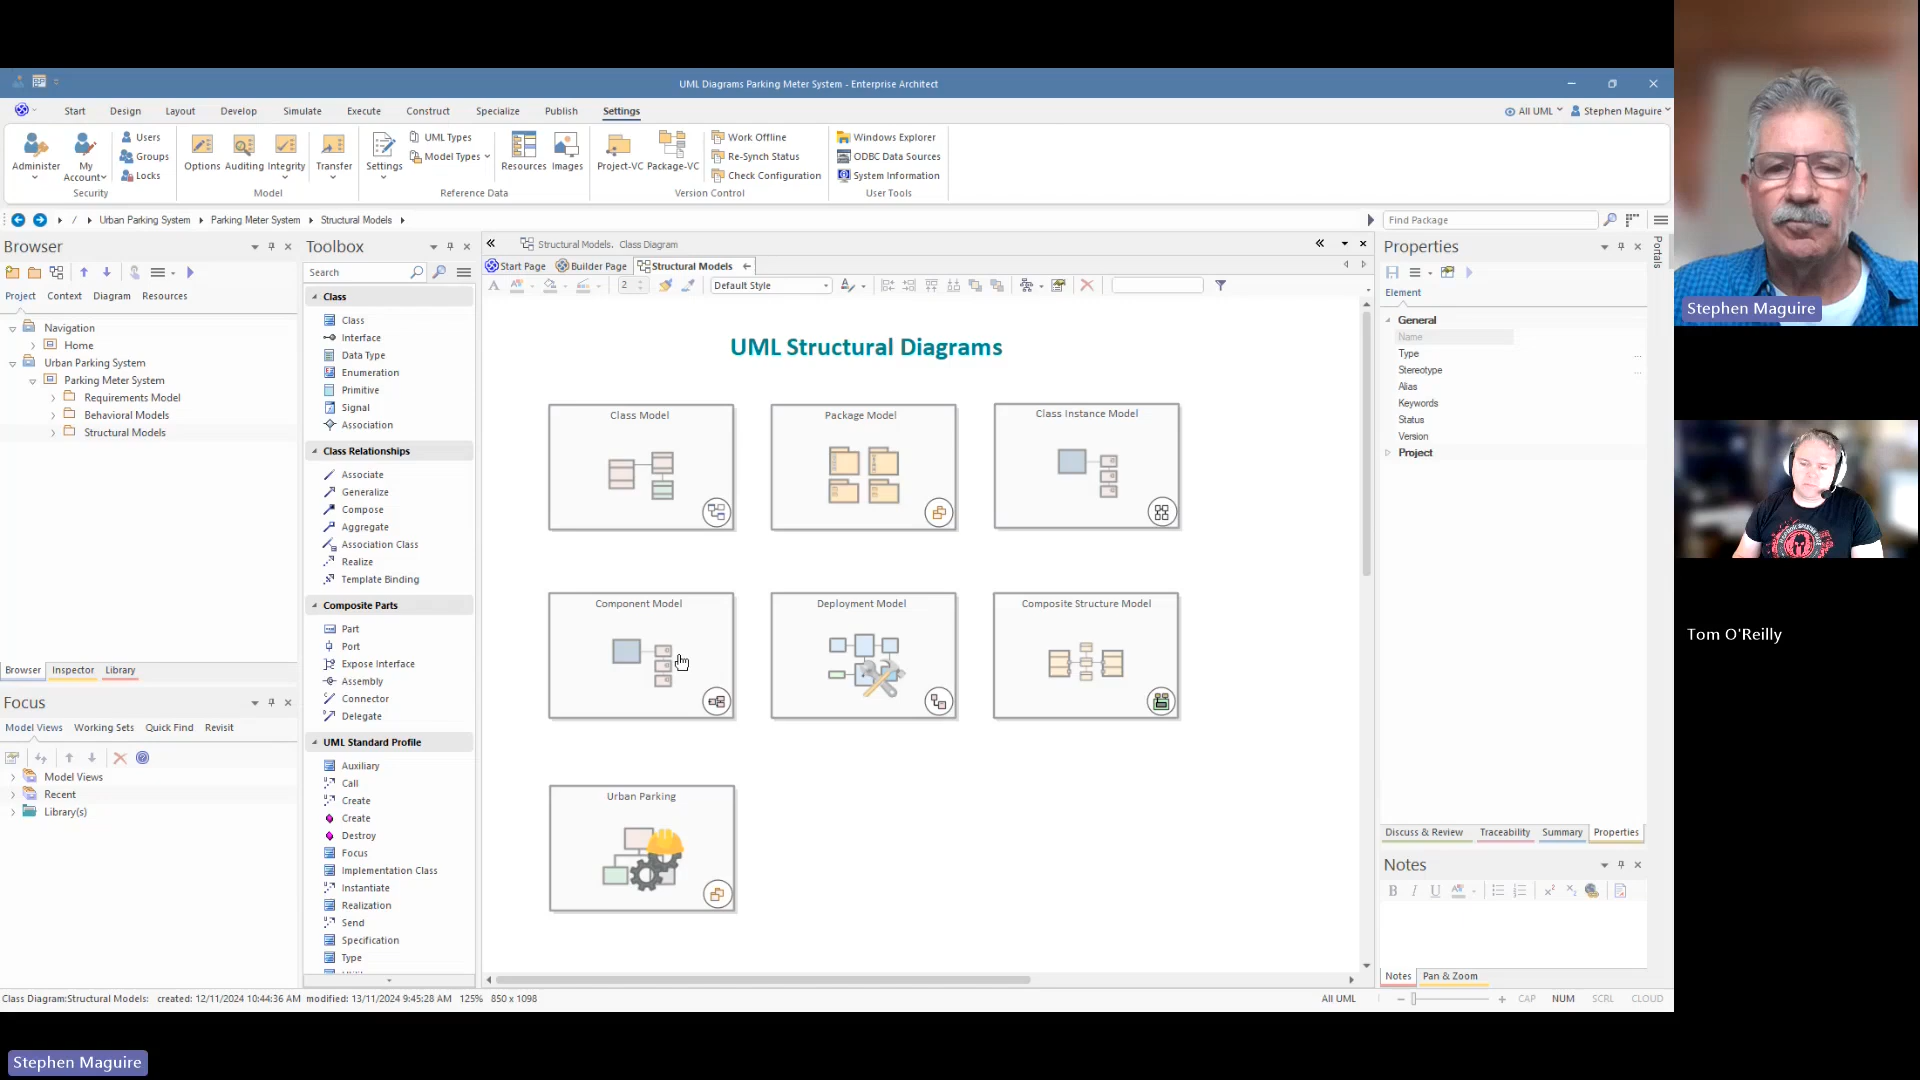 UML Diagrams Parking Meter System - Enterprise Architect
Start Design Layout Develop Simulate Execute Construct Specialize Publish Settings
All UML Stephen Maguire
Administer
My Account
Users
Groups
Locks
Security
Options Auditing Integrity
Model
Transfer
Settings
UML Types
Model Types
Resources Images
Reference Data
Project-VC Package-VC
Work Offline
Re-Synch Status
Check Configuration
Version Control
Windows Explorer
ODBC Data Sources
System Information
User Tools
/ Urban Parking System Parking Meter System Structural Models
Find Package
Browser
Project Context Diagram Resources
Navigation
Home
Urban Parking System
Parking Meter System
Requirements Model
Behavioral Models
Structural Models
Browser Inspector Library
Focus
Model Views Working Sets Quick Find Revisit
Model Views
Recent
Library(s)
Toolbox
Search
Class
Class
Interface
Data Type
Enumeration
Primitive
Signal
Association
Class Relationships
Associate
Generalize
Compose
Aggregate
Association Class
Realize
Template Binding
Composite Parts
Part
Port
Expose Interface
Assembly
Connector
Delegate
UML Standard Profile
Auxiliary
Call
Create
Create
Destroy
Focus
Implementation Class
Instantiate
Realization
Send
Specification
Type
Structural Models. Class Diagram
Start Page Builder Page Structural Models
2 Default Style
UML Structural Diagrams
Class Model
Package Model
Class Instance Model
Component Model
Deployment Model
Composite Structure Model
Urban Parking
Properties
Portals
Element
General
Name
Type ...
Stereotype ...
Alias
Keywords
Status
Version
Project
Discuss & Review Traceability Summary Properties
Notes
B I U
Notes Pan & Zoom
Class Diagram:Structural Models: created: 12/11/2024 10:44:36 AM modified: 13/11/2024 9:45:28 AM 125% 850 x 1098
All UML
CAP NUM SCRL CLOUD
Stephen Maguire
Tom O'Reilly
Stephen Maguire